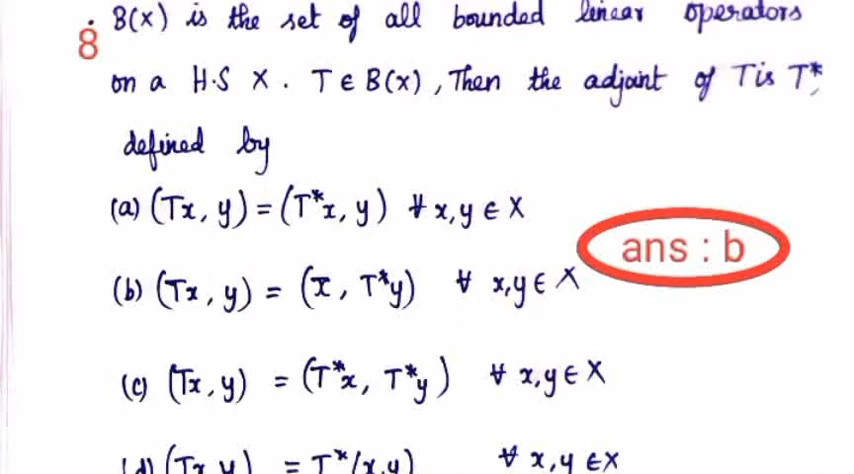 8. B(x) is the set of all bounded linear operators
on a H.S X. T ∈ B(x), Then the adjoint of T is T*,
defined by
(a) (Tx, y) = (T*x, y) ∀ x,y ∈ X
ans : b
(b) (Tx, y) = (x, T*y) ∀ x,y ∈ X
(c) (Tx, y) = (T*x, T*y) ∀ x,y ∈ X
(d) (Tx, y) = T*(x,y) ∀ x,y ∈ X